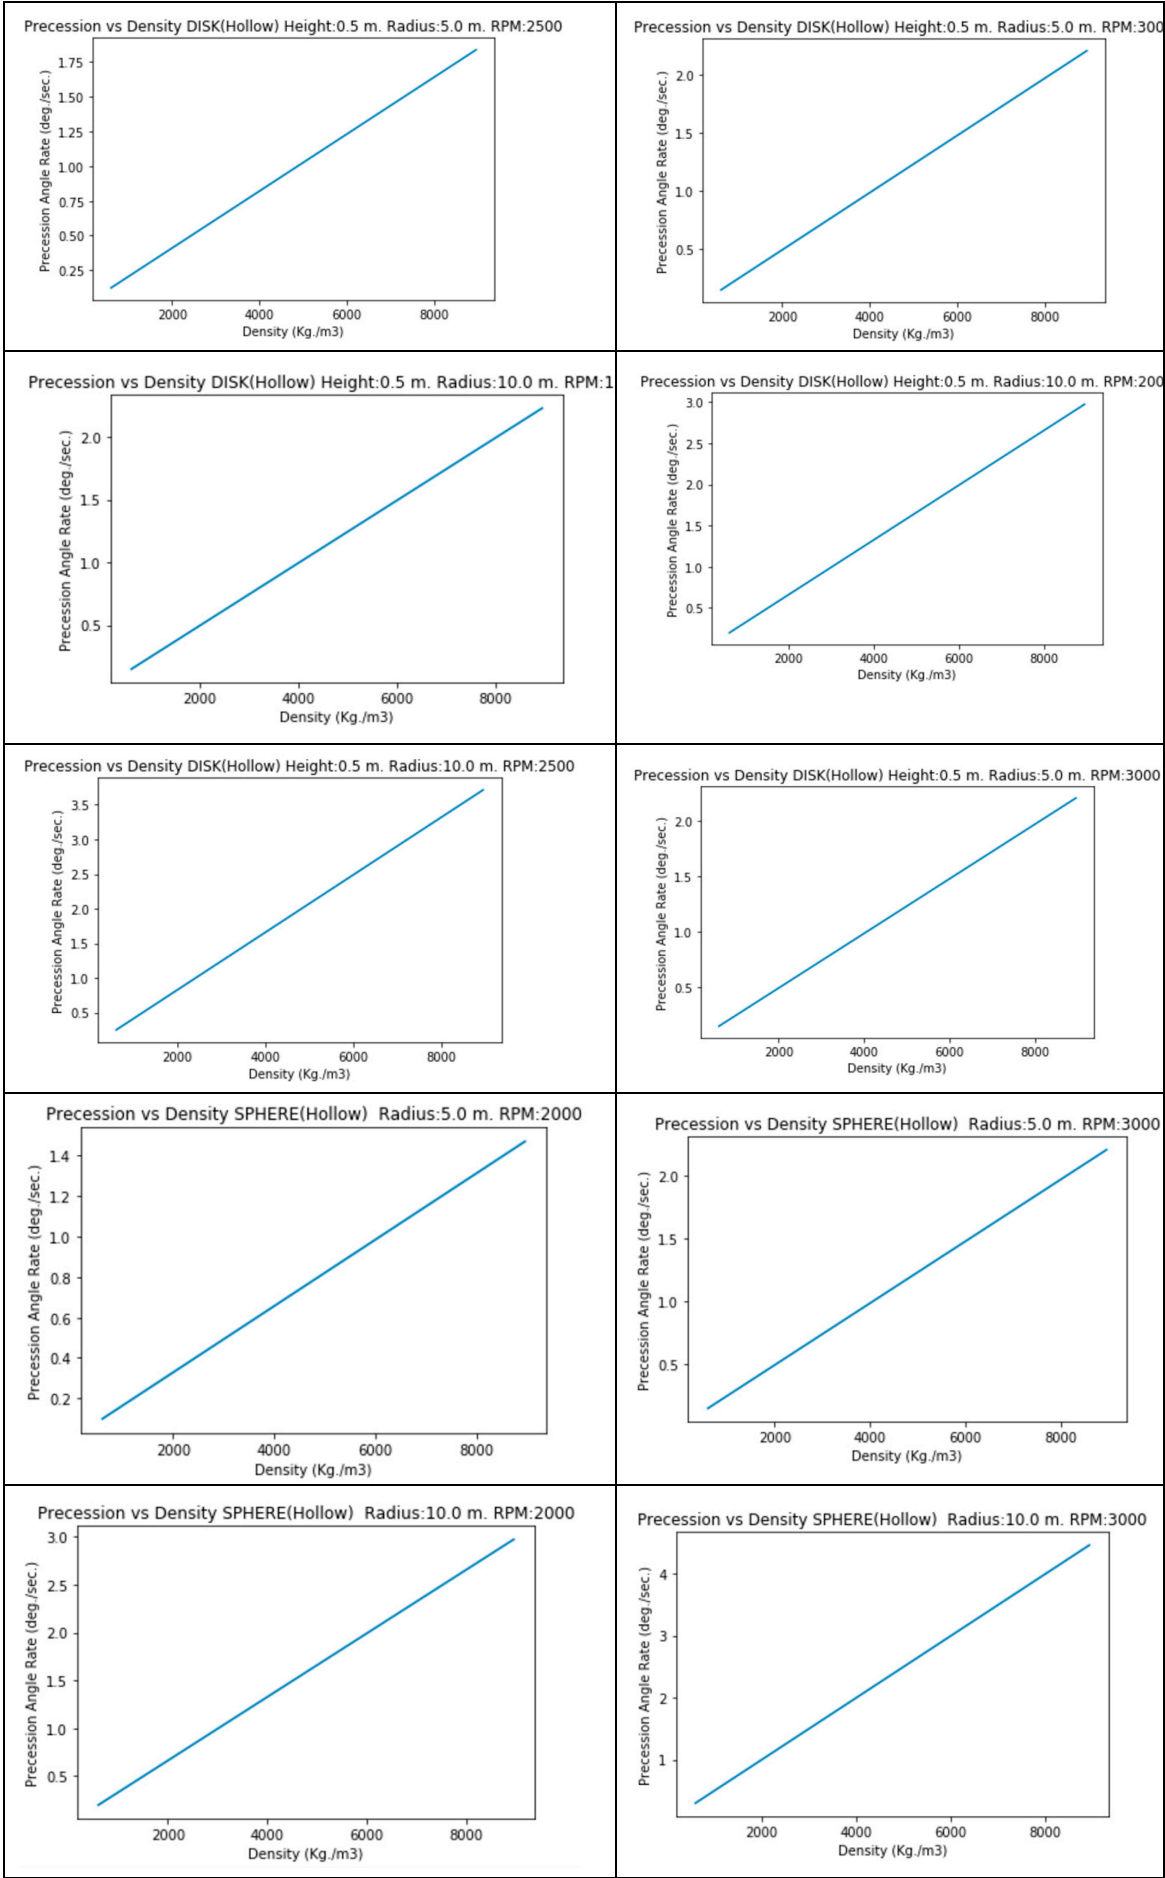 Precession vs Density DISK(Hollow) Height:0.5 m. Radius:5.0 m. RPM:2500
Precession Angle Rate (deg./sec.)
1.75
1.50
1.25
1.00
0.75
0.50
0.25
2000 4000 6000 8000
Density (Kg./m3)
Precession vs Density DISK(Hollow) Height:0.5 m. Radius:5.0 m. RPM:300
Precession Angle Rate (deg./sec.)
2.0
1.5
1.0
0.5
2000 4000 6000 8000
Density (Kg./m3)
Precession vs Density DISK(Hollow) Height:0.5 m. Radius:10.0 m. RPM:1
Precession Angle Rate (deg./sec.)
2.0
1.5
1.0
0.5
2000 4000 6000 8000
Density (Kg./m3)
Precession vs Density DISK(Hollow) Height:0.5 m. Radius:10.0 m. RPM:200
Precession Angle Rate (deg./sec.)
3.0
2.5
2.0
1.5
1.0
0.5
2000 4000 6000 8000
Density (Kg./m3)
Precession vs Density DISK(Hollow) Height:0.5 m. Radius:10.0 m. RPM:2500
Precession Angle Rate (deg./sec.)
3.5
3.0
2.5
2.0
1.5
1.0
0.5
2000 4000 6000 8000
Density (Kg./m3)
Precession vs Density DISK(Hollow) Height:0.5 m. Radius:5.0 m. RPM:3000
Precession Angle Rate (deg./sec.)
2.0
1.5
1.0
0.5
2000 4000 6000 8000
Density (Kg./m3)
Precession vs Density SPHERE(Hollow) Radius:5.0 m. RPM:2000
Precession Angle Rate (deg./sec.)
1.4
1.2
1.0
0.8
0.6
0.4
0.2
2000 4000 6000 8000
Density (Kg./m3)
Precession vs Density SPHERE(Hollow) Radius:5.0 m. RPM:3000
Precession Angle Rate (deg./sec.)
2.0
1.5
1.0
0.5
2000 4000 6000 8000
Density (Kg./m3)
Precession vs Density SPHERE(Hollow) Radius:10.0 m. RPM:2000
Precession Angle Rate (deg./sec.)
3.0
2.5
2.0
1.5
1.0
0.5
2000 4000 6000 8000
Density (Kg./m3)
Precession vs Density SPHERE(Hollow) Radius:10.0 m. RPM:3000
Precession Angle Rate (deg./sec.)
4
3
2
1
2000 4000 6000 8000
Density (Kg./m3)